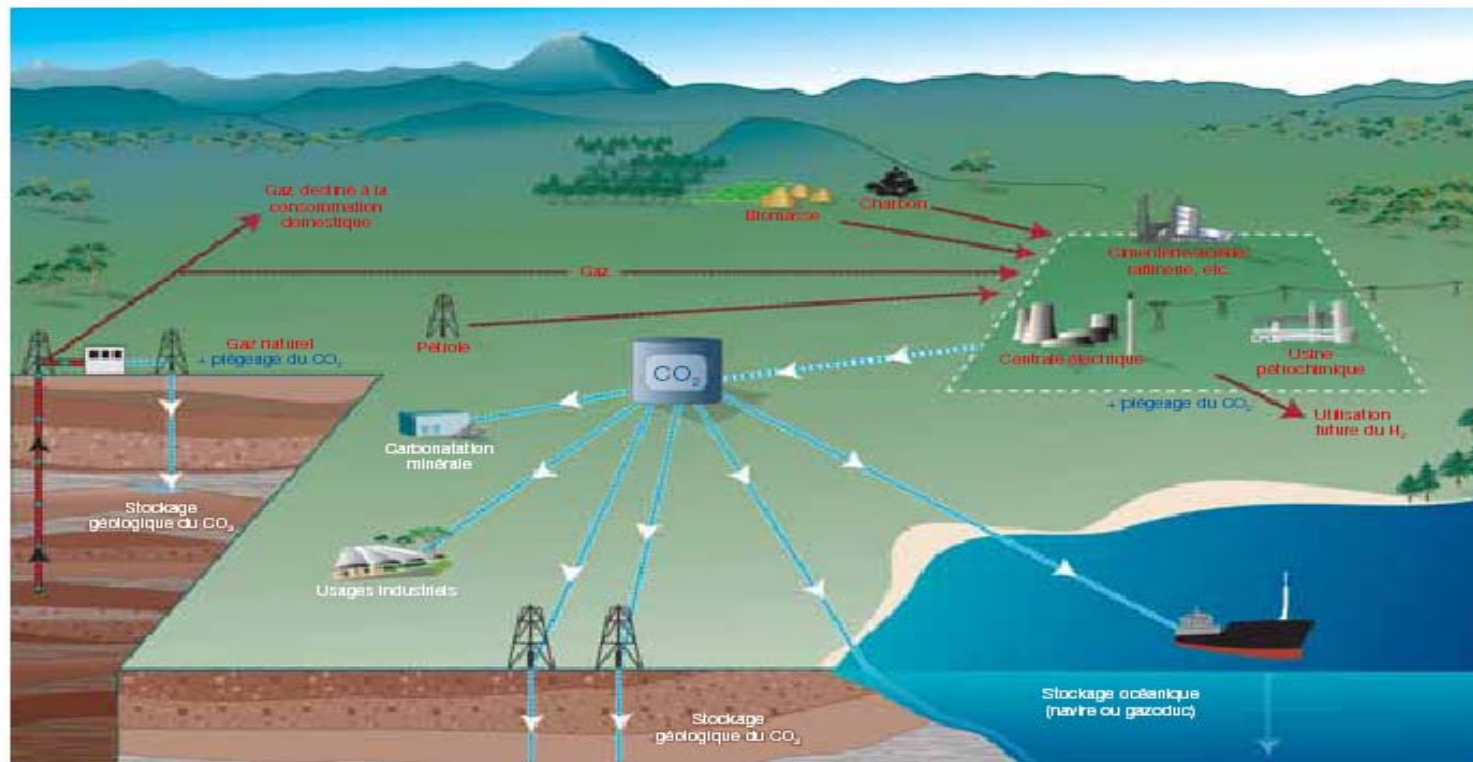 Gaz destiné à la
consommation
domestique
Biomasse
Charbon
Cimenterie/aciérie/
raffinerie, etc.
Gaz
Gaz naturel
+ piégeage du CO₂
Pétrole
CO₂
Centrale électrique
Usine
pétrochimique
+ piégeage du CO₂
Utilisation
future du H₂
Carbonatation
minérale
Stockage
géologique du CO₂
Usages industriels
Stockage océanique
(navire ou gazoduc)
Stockage
géologique du CO₂